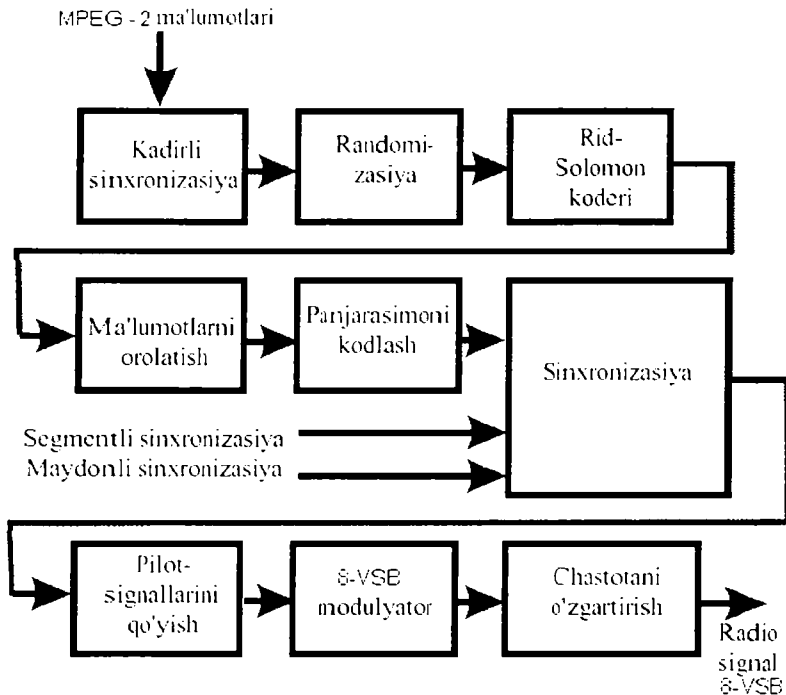 MPEG - 2 ma'lumotlari
Kadirli
sinxronizasiya
Randomi-
zasiya
Rid-
Solomon
koderi
Ma'lumotlarni
orolatish
Panjarasimoni
kodlash
Sinxronizasiya
Segmentli sinxronizasiya
Maydonli sinxronizasiya
Pilot-
signallarini
qo'yish
8-VSB
modulyator
Chastotani
o'zgartirish
Radio
signal
8-VSB